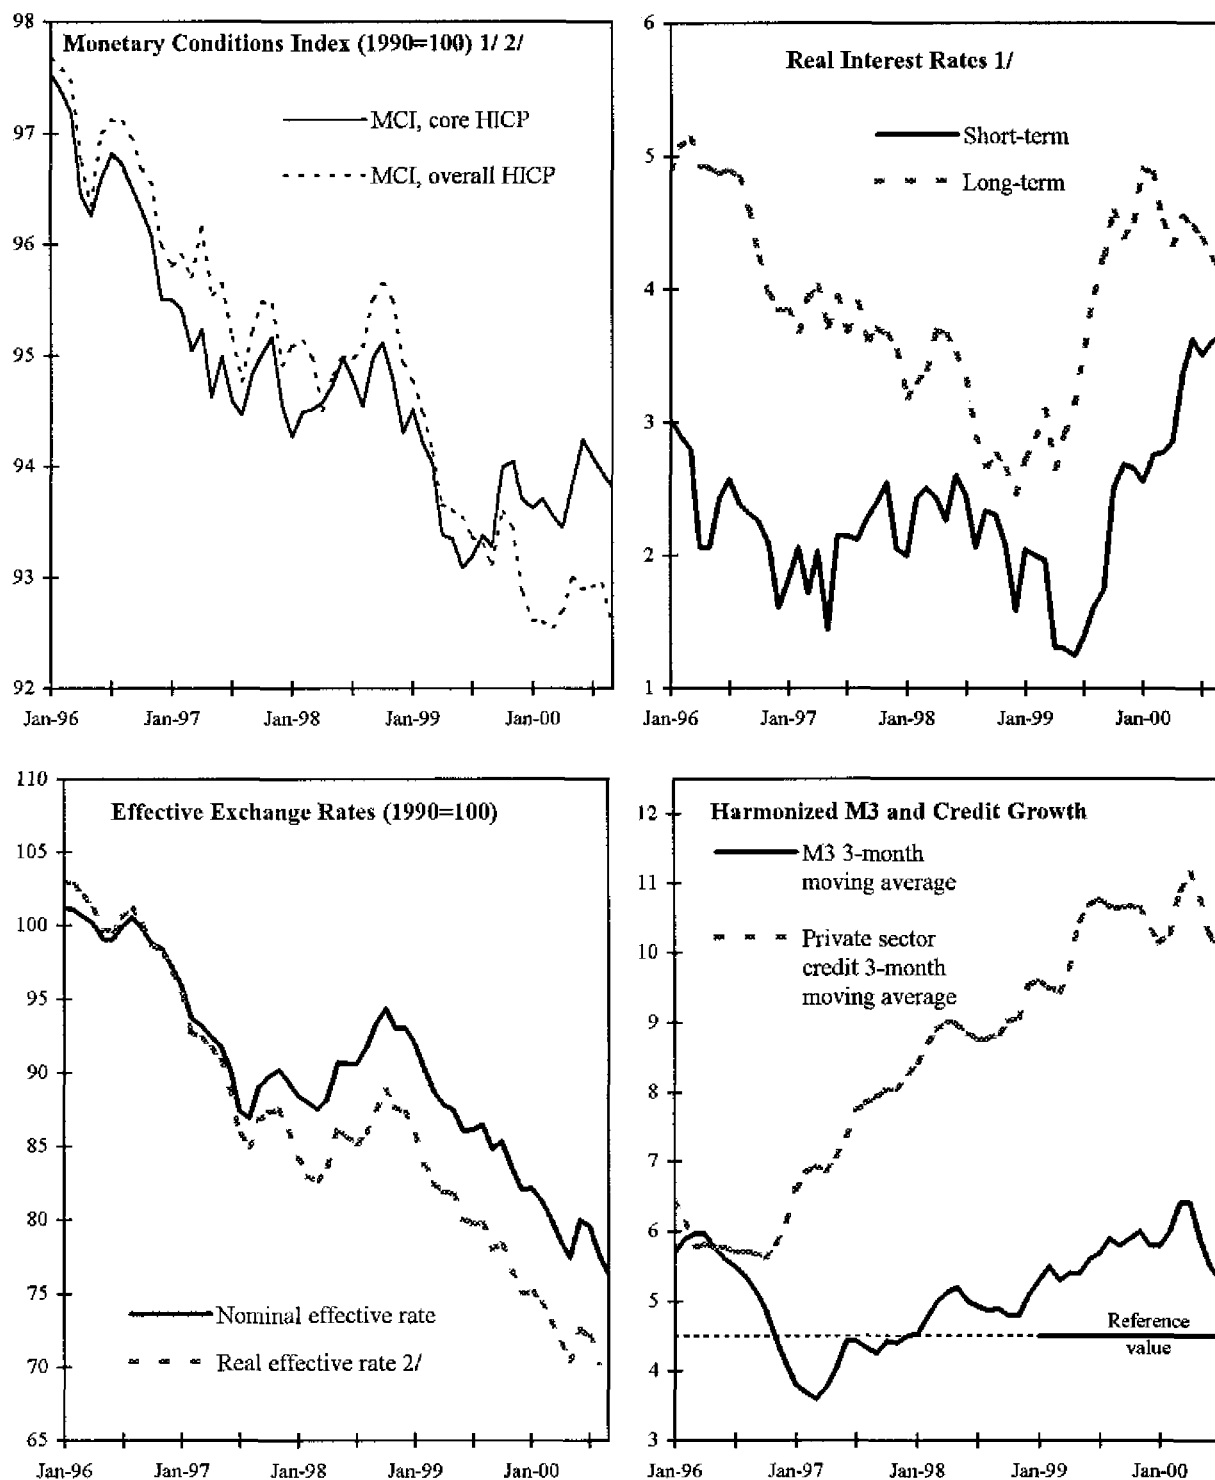 Monetary Conditions Index (1990=100) 1/ 2/
MCI, core HICP
MCI, overall HICP
98
97
96
95
94
93
92
Jan-96
Jan-97
Jan-98
Jan-99
Jan-00
Real Interest Rates 1/
Short-term
Long-term
6
5
4
3
2
1
Jan-96
Jan-97
Jan-98
Jan-99
Jan-00
Effective Exchange Rates (1990=100)
110
105
100
95
90
85
80
75
70
65
Nominal effective rate
Real effective rate 2/
Jan-96
Jan-97
Jan-98
Jan-99
Jan-00
Harmonized M3 and Credit Growth
M3 3-month
moving average
Private sector
credit 3-month
moving average
12
11
10
9
8
7
6
5
4
3
Reference
value
Jan-96
Jan-97
Jan-98
Jan-99
Jan-00